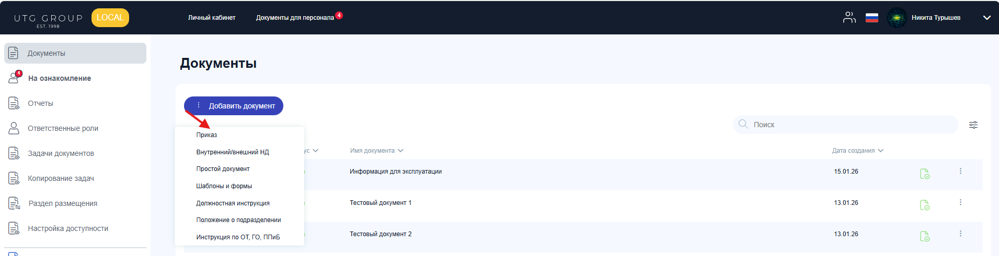 UTG GROUP
EST. 1998
LOCAL
Личный кабинет
Документы для персонала 4
Никита Турышев
Документы
4
На ознакомление
Отчеты
Ответственные роли
Задачи документов
Копирование задач
Раздел размещения
Настройка доступности
Документы
Добавить документ
Поиск
Приказ
Внутренний/внешний НД
Простой документ
Шаблоны и формы
Должностная инструкция
Положение о подразделении
Инструкция по ОТ, ГО, ППиБ
ус Имя документа Дата создания
Информация для эксплуатации 15.01.26
Тестовый документ 1 13.01.26
Тестовый документ 2 13.01.26